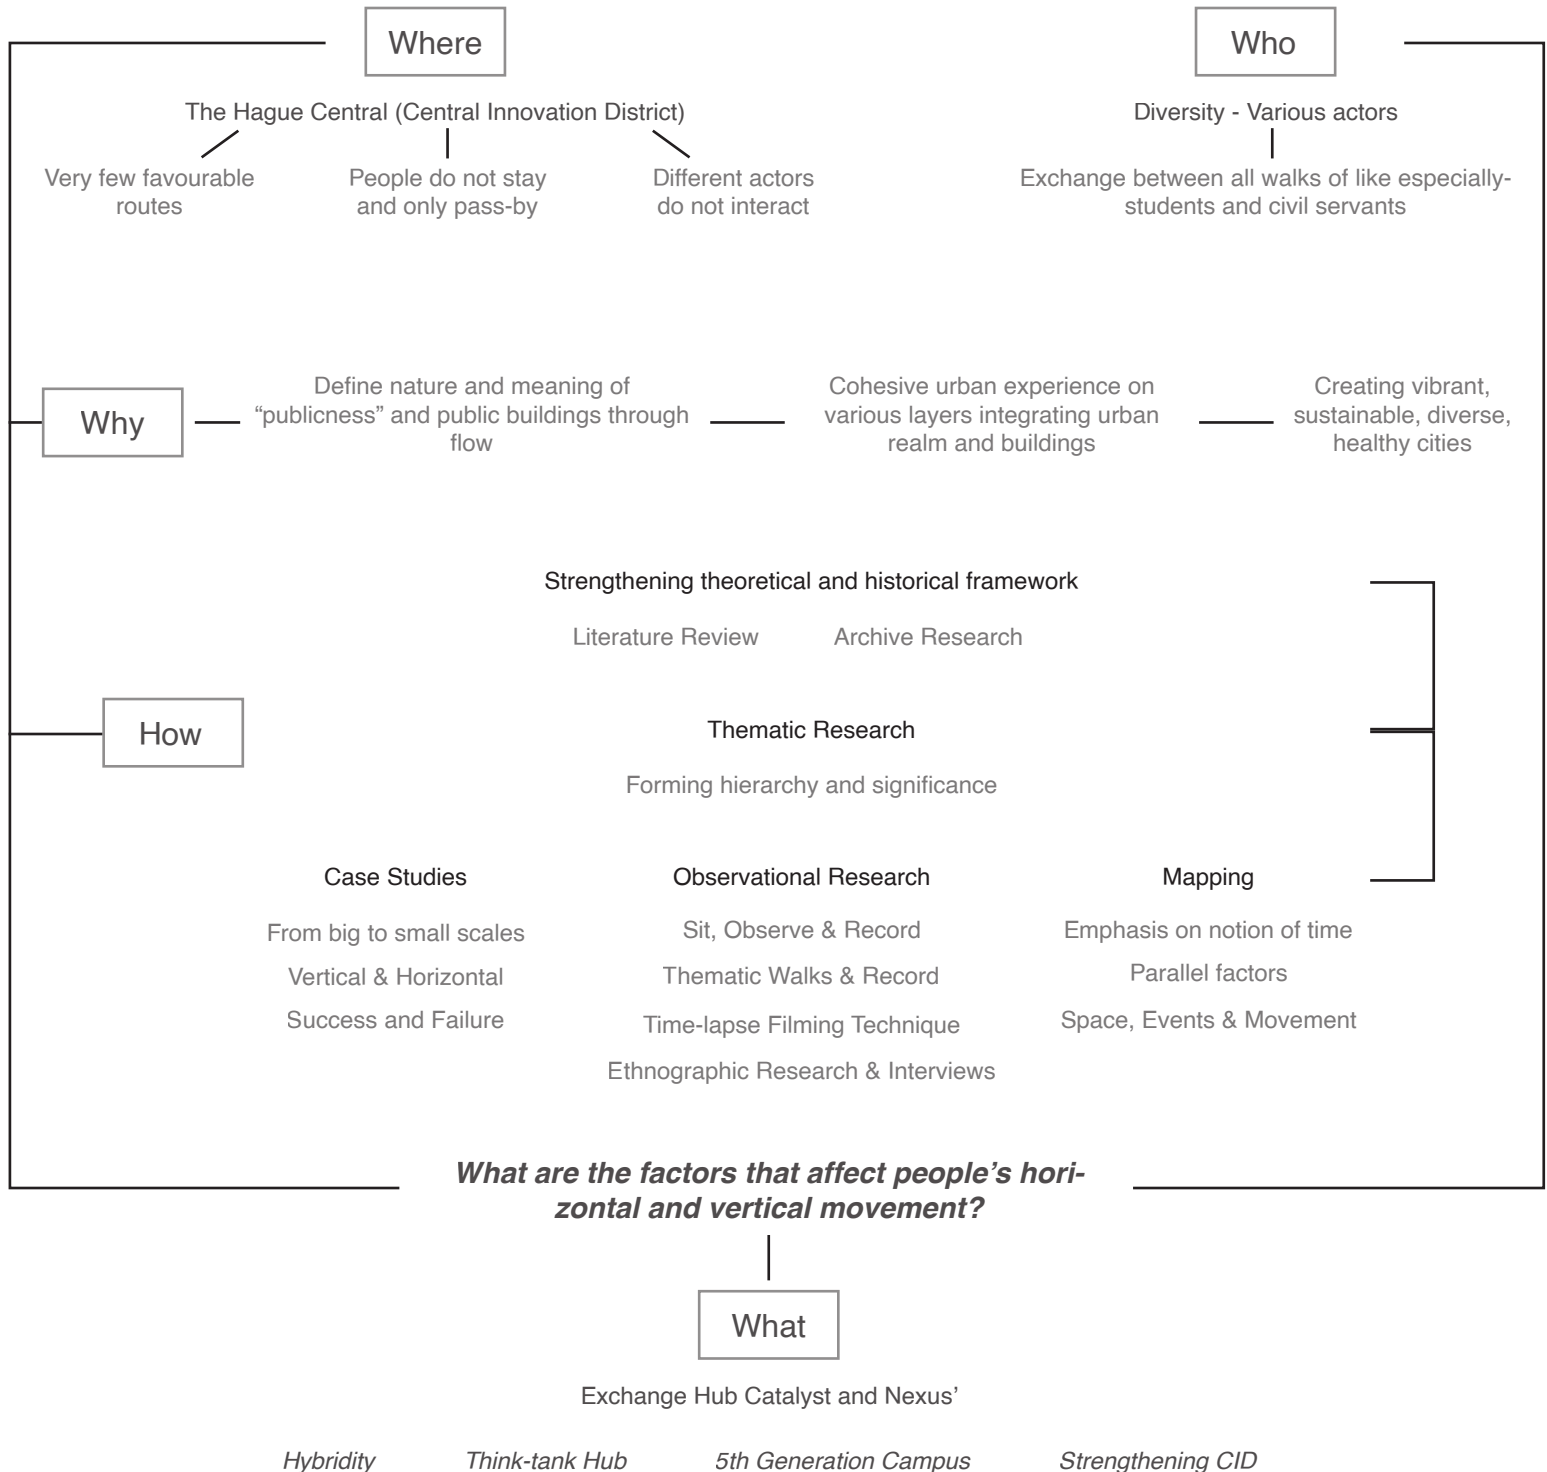 Where
Who
The Hague Central (Central Innovation District)
Diversity - Various actors
Very few favourable
routes
People do not stay
and only pass-by
Different actors
do not interact
Exchange between all walks of like especially-
students and civil servants
Why
Define nature and meaning of
“publicness” and public buildings through
flow
Cohesive urban experience on
various layers integrating urban
realm and buildings
Creating vibrant,
sustainable, diverse,
healthy cities
Strengthening theoretical and historical framework
Literature Review
Archive Research
How
Thematic Research
Forming hierarchy and significance
Case Studies
From big to small scales
Vertical & Horizontal
Success and Failure
Observational Research
Sit, Observe & Record
Thematic Walks & Record
Time-lapse Filming Technique
Ethnographic Research & Interviews
Mapping
Emphasis on notion of time
Parallel factors
Space, Events & Movement
What are the factors that affect people’s hori-
zontal and vertical movement?
What
Exchange Hub Catalyst and Nexus’
Hybridity
Think-tank Hub
5th Generation Campus
Strengthening CID